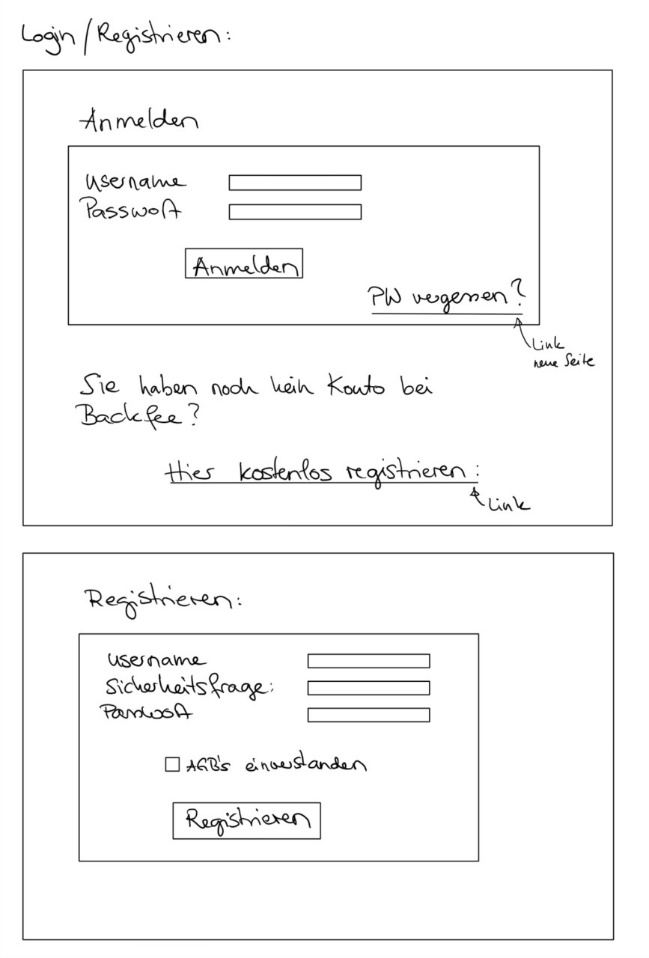 Login / Registrieren:
Anmelden
username
Passwort
Anmelden
PW vergessen?
Link
neue Seite
Sie haben noch kein Konto bei
Backfee?
Hier kostenlos registrieren:
Link
Registrieren:
username
Sicherheitsfrage:
Passwort
AGB's einverstanden
Registrieren